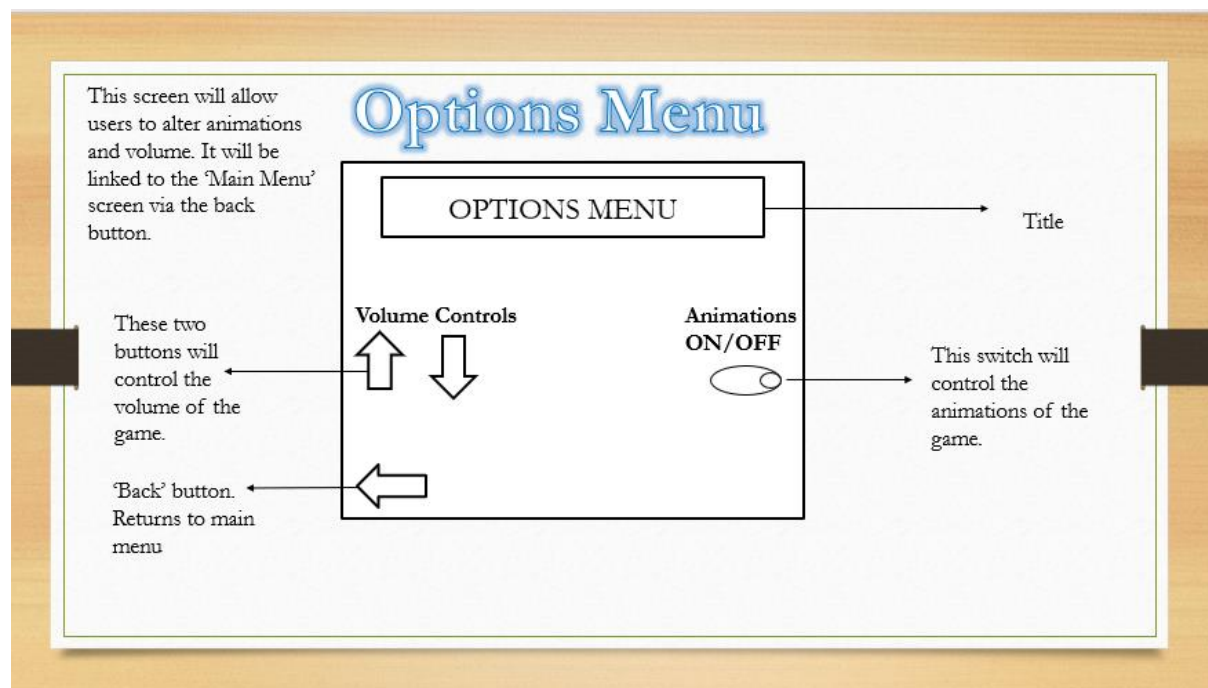 Options Menu
This screen will allow
users to alter animations
and volume. It will be
linked to the ‘Main Menu’
screen via the back
button.
OPTIONS MENU
Title
Volume Controls
Animations
ON/OFF
These two
buttons will
control the
volume of the
game.
This switch will
control the
animations of the
game.
‘Back’ button.
Returns to main
menu